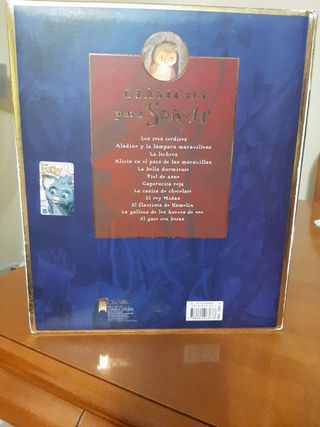 CLÁSICOS
para Soñar
Los tres cerditos
Aladino y la lámpara maravillosa
La lechera
Alicia en el país de las maravillas
La bella durmiente
Piel de asno
Caperucita roja
La casita de chocolate
El rey Midas
El flautista de Hamelín
La gallina de los huevos de oro
El gato con botas